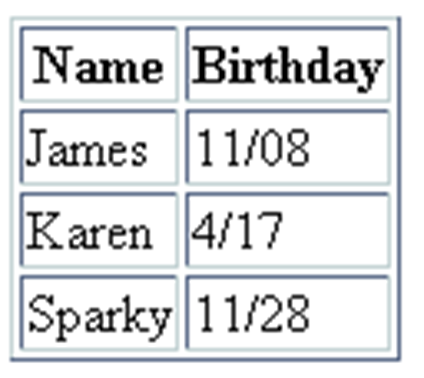 Name Birthday
James 11/08
Karen 4/17
Sparky 11/28